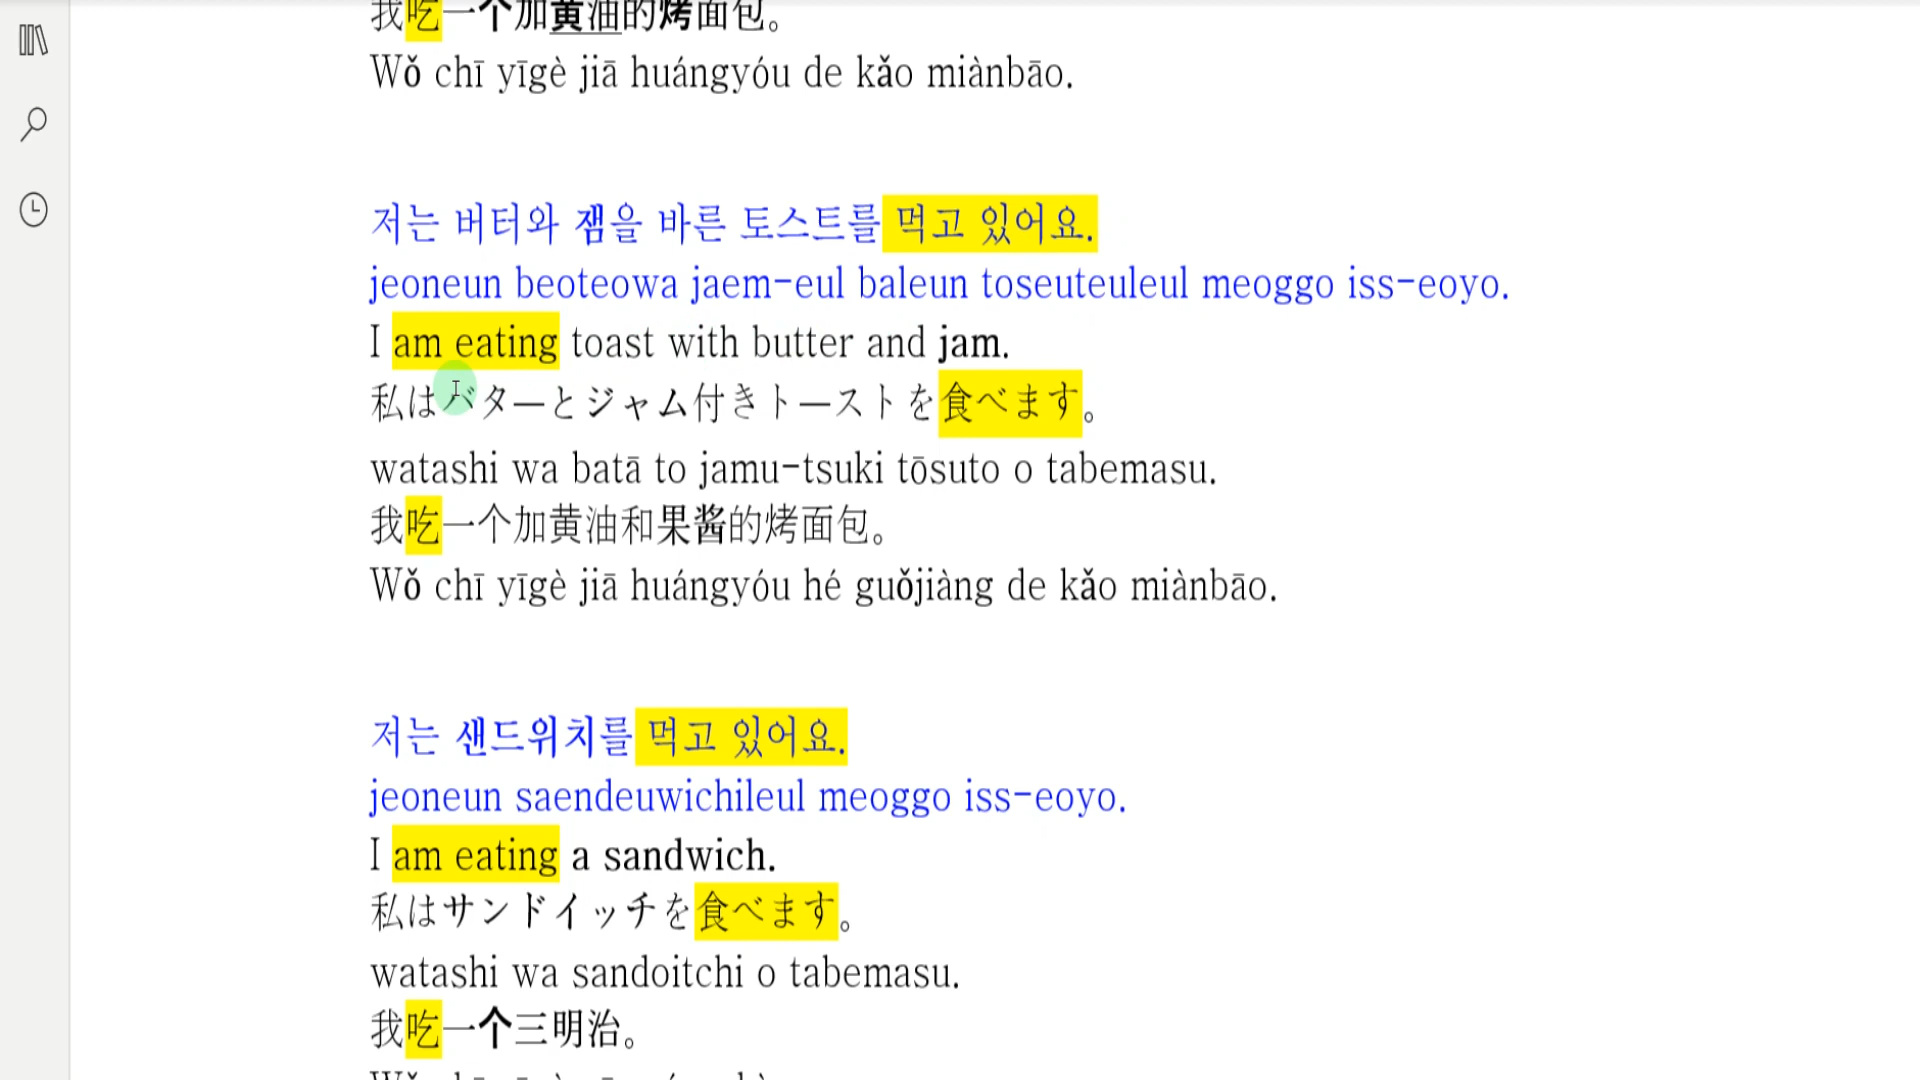 我吃一个加黄油的烤面包。
Wǒ chī yīgè jiā huángyóu de kǎo miànbāo.
저는 버터와 잼을 바른 토스트를 먹고 있어요.
jeoneun beoteowa jaem-eul baleun toseuteuleul meoggo iss-eoyo.
I am eating toast with butter and jam.
私はバターとジャム付きトーストを食べます。
watashi wa batā to jamu-tsuki tōsuto o tabemasu.
我吃一个加黄油和果酱的烤面包。
Wǒ chī yīgè jiā huángyóu hé guǒjiàng de kǎo miànbāo.
저는 샌드위치를 먹고 있어요.
jeoneun saendeuwichileul meoggo iss-eoyo.
I am eating a sandwich.
私はサンドイッチを食べます。
watashi wa sandoitchi o tabemasu.
我吃一个三明治。